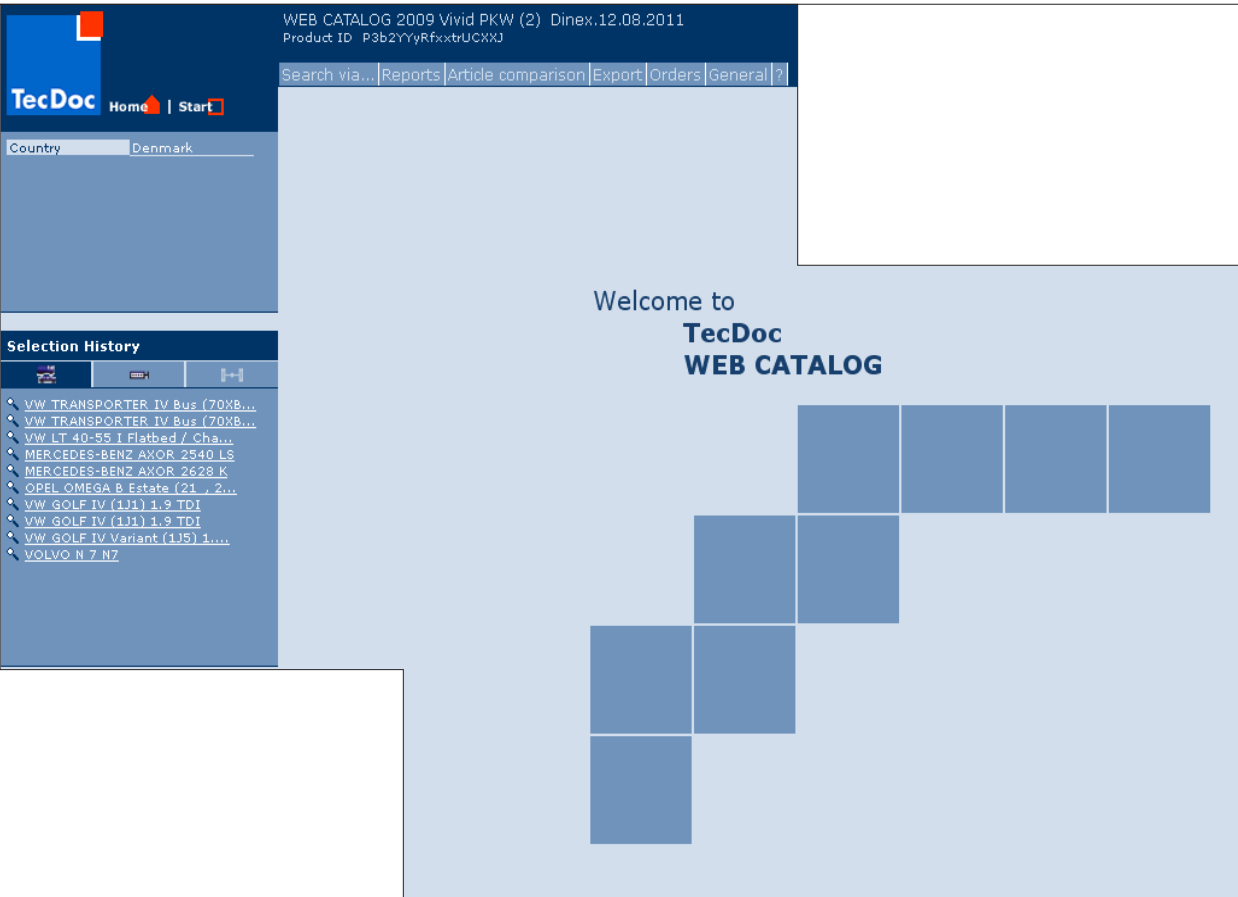 WEB CATALOG 2009 Vivid PKW (2) Dinex.12.08.2011
Product ID P3b2YYyRfxxtrUCXXJ
Search via... Reports Article comparison Export Orders General ?
TecDoc Home | Start
Country Denmark
Welcome to
TecDoc
WEB CATALOG
Selection History
VW TRANSPORTER IV Bus (70XB...
VW TRANSPORTER IV Bus (70XB...
VW LT 40-55 I Flatbed / Cha...
MERCEDES-BENZ AXOR 2540 LS
MERCEDES-BENZ AXOR 2628 K
OPEL OMEGA B Estate (21_, 2...
VW GOLF IV (1J1) 1.9 TDI
VW GOLF IV (1J1) 1.9 TDI
VW GOLF IV Variant (1J5) 1....
VOLVO N 7 N7